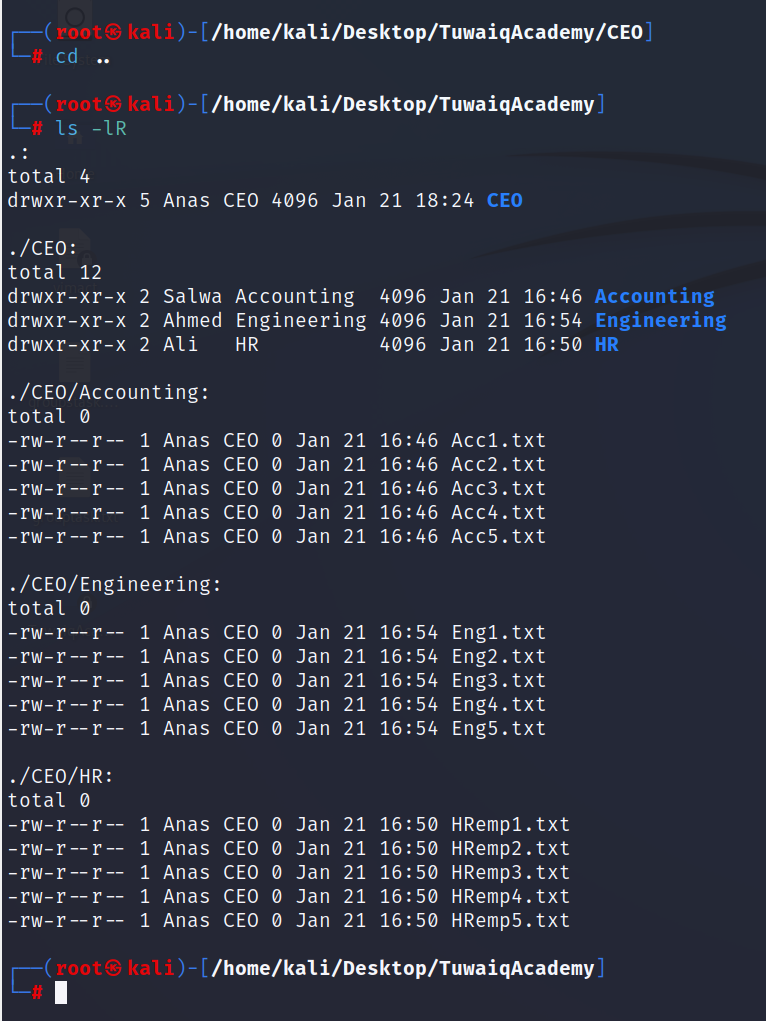 ┌──(root㉿kali)-[/home/kali/Desktop/TuwaiqAcademy/CEO]
└─# cd ..
┌──(root㉿kali)-[/home/kali/Desktop/TuwaiqAcademy]
└─# ls -lR
.:
total 4
drwxr-xr-x 5 Anas CEO 4096 Jan 21 18:24 CEO
./CEO:
total 12
drwxr-xr-x 2 Salwa Accounting  4096 Jan 21 16:46 Accounting
drwxr-xr-x 2 Ahmed Engineering 4096 Jan 21 16:54 Engineering
drwxr-xr-x 2 Ali   HR          4096 Jan 21 16:50 HR
./CEO/Accounting:
total 0
-rw-r--r-- 1 Anas CEO 0 Jan 21 16:46 Acc1.txt
-rw-r--r-- 1 Anas CEO 0 Jan 21 16:46 Acc2.txt
-rw-r--r-- 1 Anas CEO 0 Jan 21 16:46 Acc3.txt
-rw-r--r-- 1 Anas CEO 0 Jan 21 16:46 Acc4.txt
-rw-r--r-- 1 Anas CEO 0 Jan 21 16:46 Acc5.txt
./CEO/Engineering:
total 0
-rw-r--r-- 1 Anas CEO 0 Jan 21 16:54 Eng1.txt
-rw-r--r-- 1 Anas CEO 0 Jan 21 16:54 Eng2.txt
-rw-r--r-- 1 Anas CEO 0 Jan 21 16:54 Eng3.txt
-rw-r--r-- 1 Anas CEO 0 Jan 21 16:54 Eng4.txt
-rw-r--r-- 1 Anas CEO 0 Jan 21 16:54 Eng5.txt
./CEO/HR:
total 0
-rw-r--r-- 1 Anas CEO 0 Jan 21 16:50 HRemp1.txt
-rw-r--r-- 1 Anas CEO 0 Jan 21 16:50 HRemp2.txt
-rw-r--r-- 1 Anas CEO 0 Jan 21 16:50 HRemp3.txt
-rw-r--r-- 1 Anas CEO 0 Jan 21 16:50 HRemp4.txt
-rw-r--r-- 1 Anas CEO 0 Jan 21 16:50 HRemp5.txt
┌──(root㉿kali)-[/home/kali/Desktop/TuwaiqAcademy]
└─#